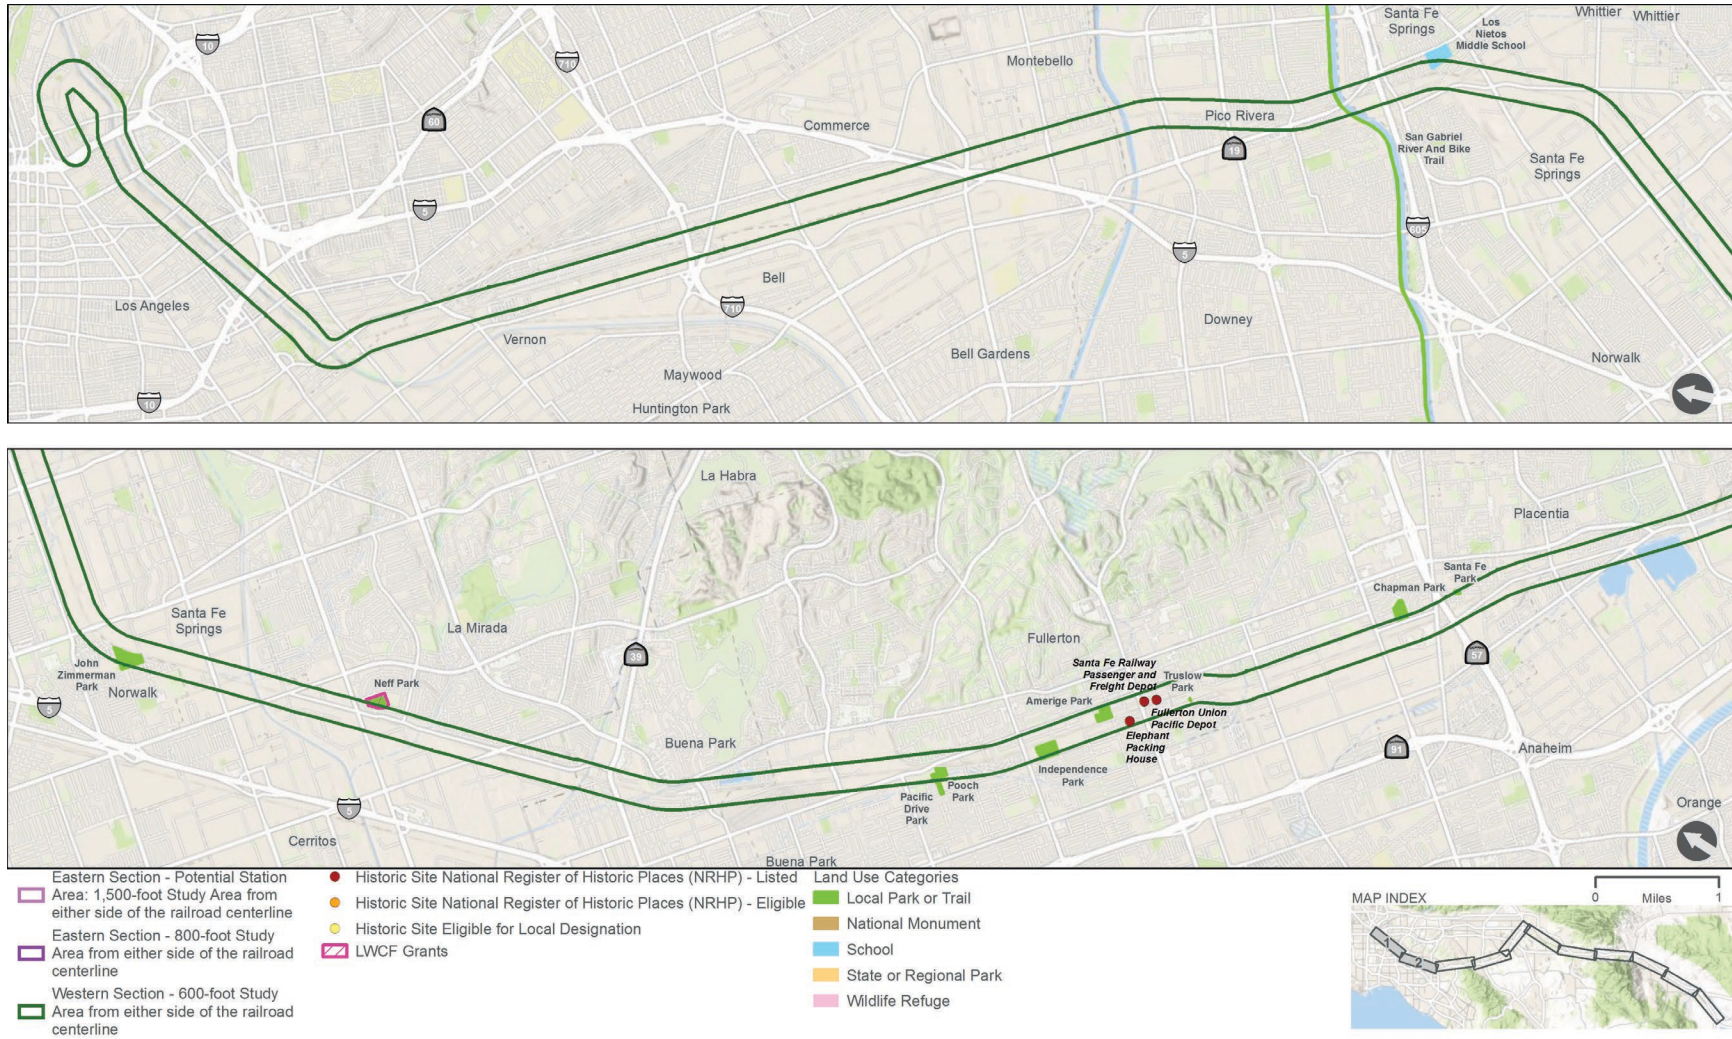 Santa Fe
Springs
Los
Nietos
Middle School
Whittier
Whittier
10
710
Montebello
60
Commerce
Pico Rivera
19
San Gabriel
River And Bike
Trail
Santa Fe
Springs
5
605
5
Los Angeles
Bell
710
Vernon
Downey
Bell Gardens
Norwalk
Maywood
10
Huntington Park
La Habra
Placentia
Santa Fe
Park
Chapman Park
Santa Fe
Springs
La Mirada
39
Fullerton
57
John
Zimmerman
Park
Norwalk
Neff Park
Santa Fe Railway
Passenger and
Freight Depot
Truslow
Park
Amerige Park
5
Fullerton Union
Pacific Depot
Elephant
Packing
House
Buena Park
91
Anaheim
Independence
Park
Pooch
Park
Pacific
Drive
Park
5
Orange
Cerritos
Buena Park
Eastern Section - Potential Station
Area: 1,500-foot Study Area from
either side of the railroad centerline
Eastern Section - 800-foot Study
Area from either side of the railroad
centerline
Western Section - 600-foot Study
Area from either side of the railroad
centerline
Historic Site National Register of Historic Places (NRHP) - Listed
Historic Site National Register of Historic Places (NRHP) - Eligible
Historic Site Eligible for Local Designation
LWCF Grants
Land Use Categories
Local Park or Trail
National Monument
School
State or Regional Park
Wildlife Refuge
MAP INDEX
0 Miles 1
1
2